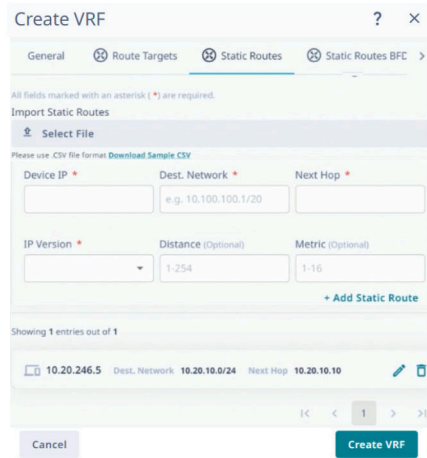 Create VRF ? ×
General Route Targets Static Routes Static Routes BFD >
All fields marked with an asterisk ( *) are required.
Import Static Routes
Select File
Please use .CSV file format Download Sample CSV
Device IP * Dest. Network * Next Hop *
e.g. 10.100.100.1/20
IP Version * Distance (Optional) Metric (Optional)
1-254 1-16
+ Add Static Route
Showing 1 entries out of 1
10.20.246.5 Dest. Network 10.20.10.0/24 Next Hop 10.20.10.10
|< < 1 > >|
Cancel Create VRF